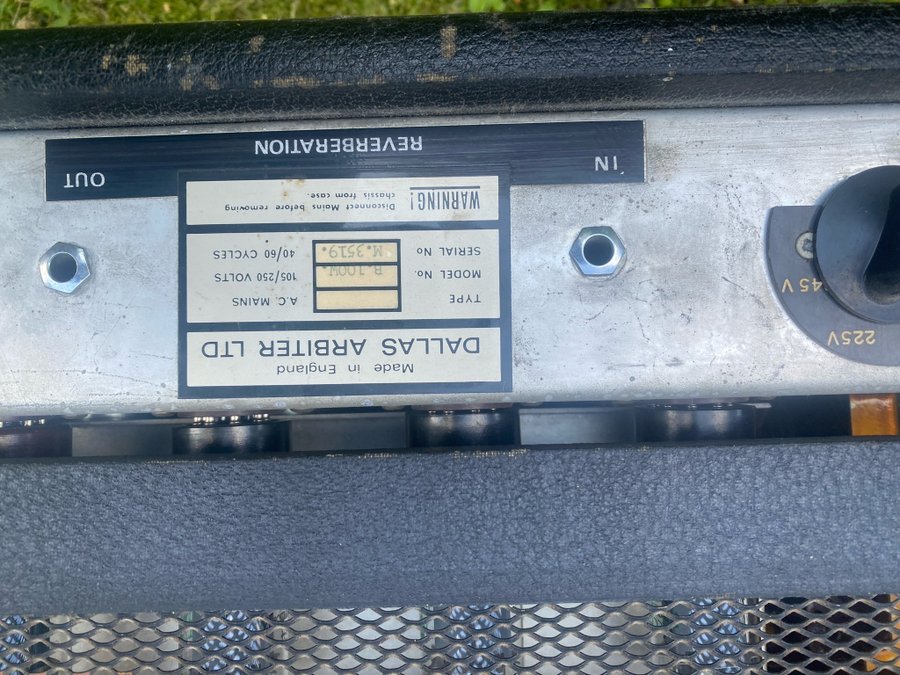 225V
45V
Made in England
DALLAS ARBITER LTD
TYPE A.C. MAINS
MODEL No. B.100W 105/250 VOLTS
SERIAL No M.3519. 40/60 CYCLES
WARNING! Disconnect Mains before removing
chassis from case.
IN REVERBERATION OUT